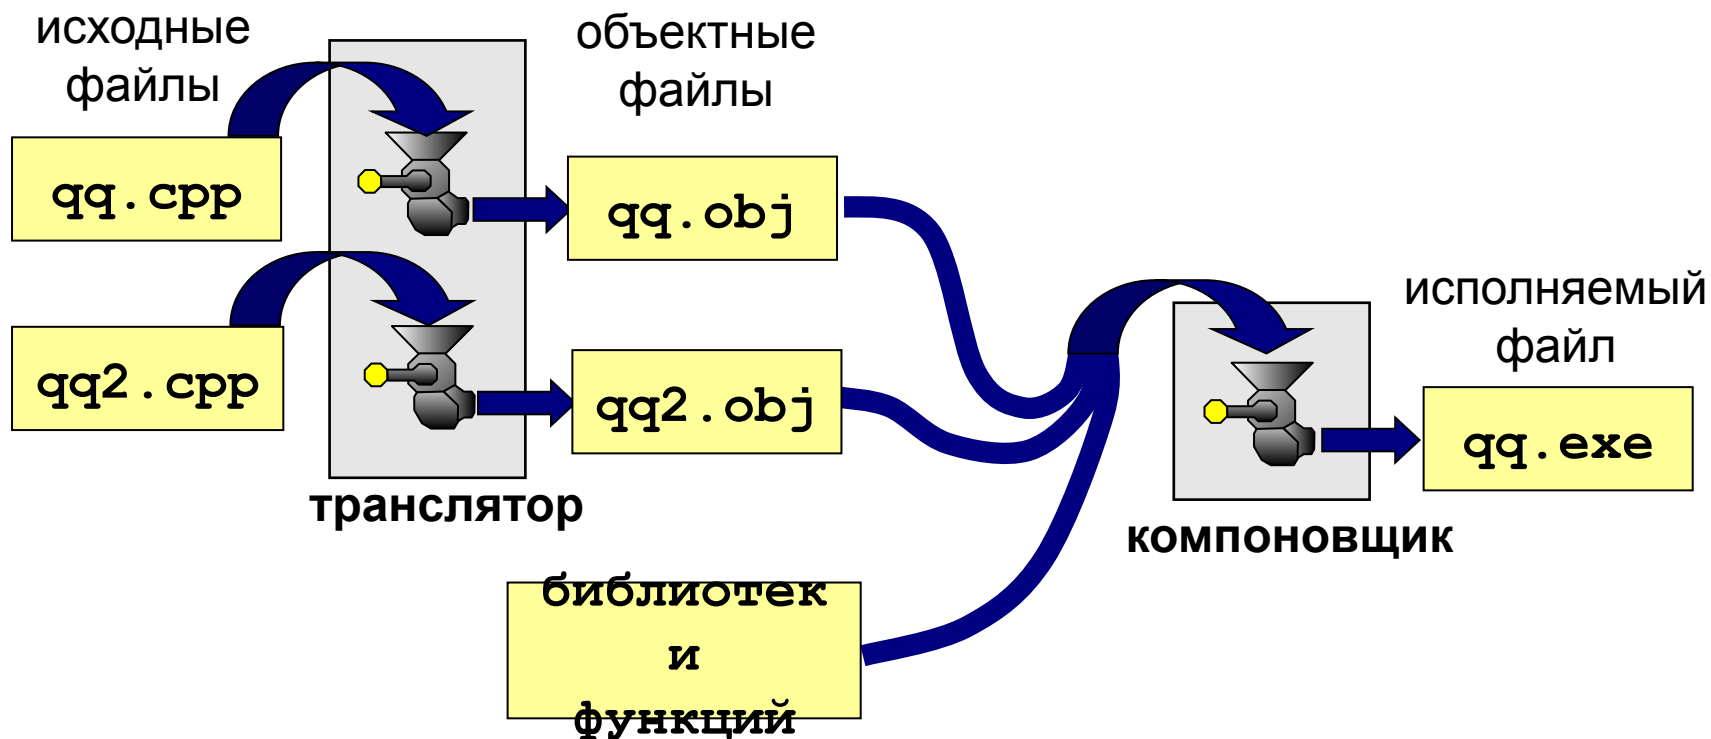 исходные
файлы
объектные
файлы
qq.cpp
qq.obj
qq2.cpp
qq2.obj
транслятор
исполняемый
файл
qq.exe
компоновщик
библиотек
и
функций